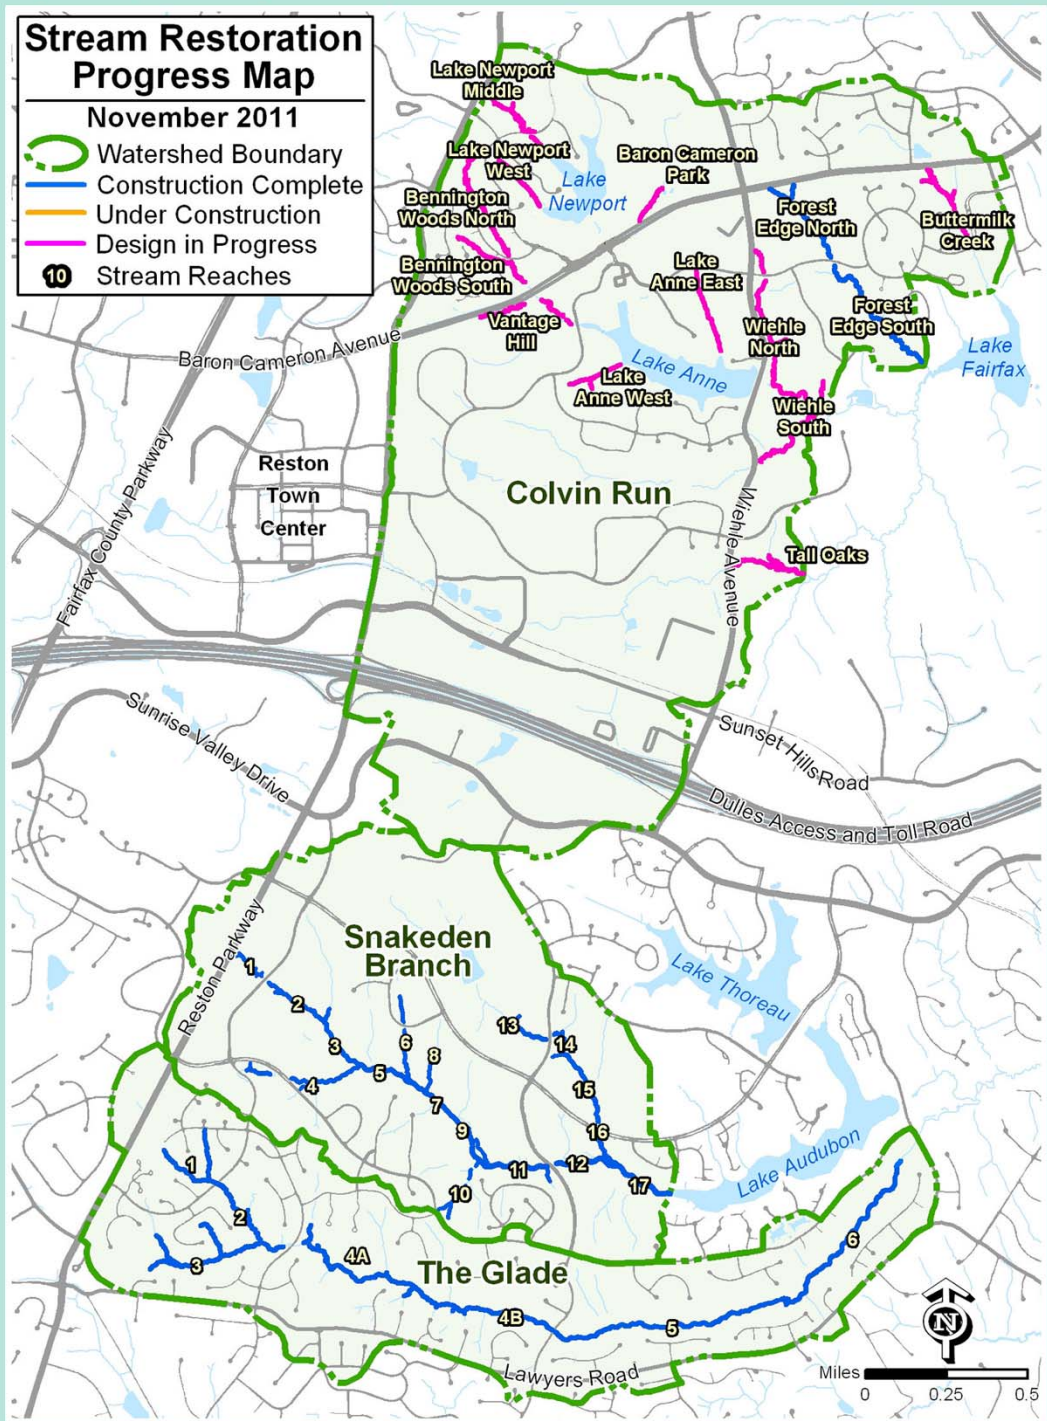 Stream Restoration
Progress Map
November 2011
Watershed Boundary
Construction Complete
Under Construction
Design in Progress
10 Stream Reaches
Lake Newport
Middle
Lake Newport
West
Lake
Newport
Baron Cameron
Park
Bennington
Woods North
Forest
Edge North
Buttermilk
Creek
Bennington
Woods South
Lake
Anne East
Forest
Edge South
Vantage
Hill
Wiehle
North
Lake
Fairfax
Baron Cameron Avenue
Lake Anne
Lake
Anne West
Wiehle
South
Reston
Town
Center
Colvin Run
Fairfax County Parkway
Wiehle Avenue
Tall Oaks
Sunrise Valley Drive
Sunset Hills Road
Dulles Access and Toll Road
Reston Parkway
Snakeden
Branch
Lake Thoreau
1
2
3
4
5
6
8
7
9
10
11
12
13
14
15
16
17
Lake Audubon
1
2
3
4A
The Glade
4B
5
6
Lawyers Road
N
Miles
0 0.25 0.5